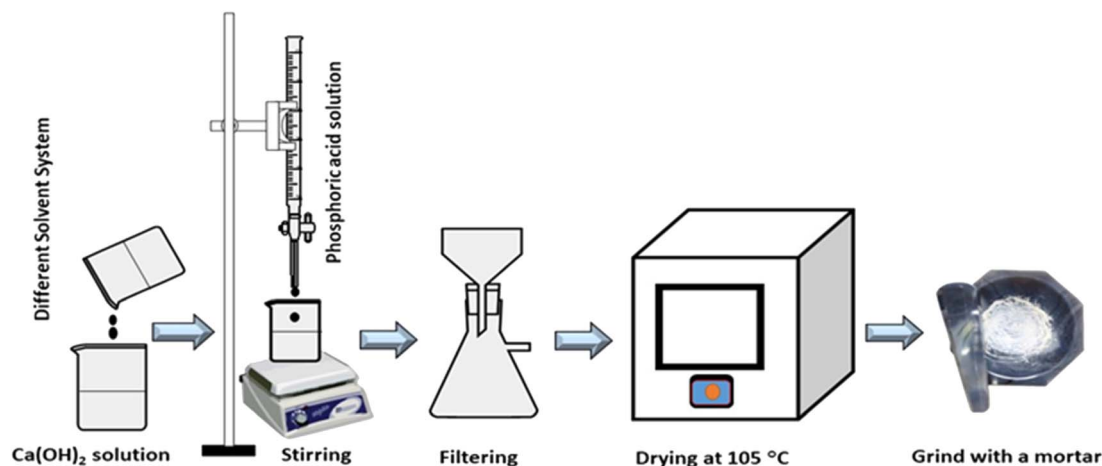 Different Solvent System
Phosphoric acid solution
Ca(OH)₂ solution
Stirring
Filtering
Drying at 105 °C
Grind with a mortar